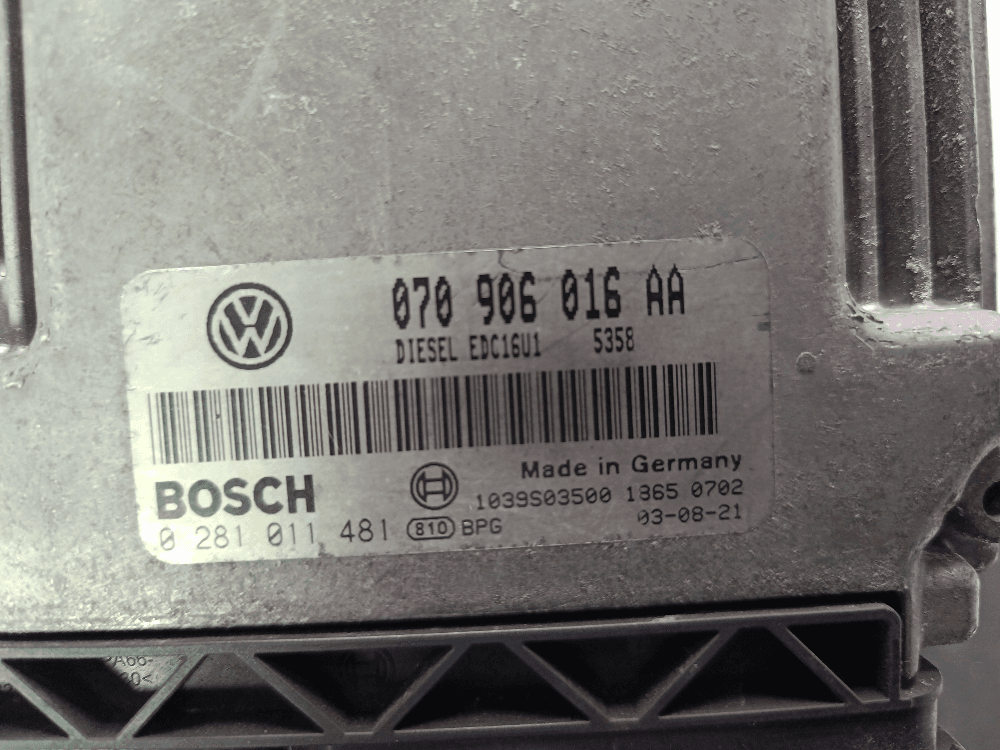 070 906 016 AA
DIESEL EDC16U1 5358
BOSCH
Made in Germany
1039S03500 1865 0702
0 281 011 481 810 BPG
03-08-21